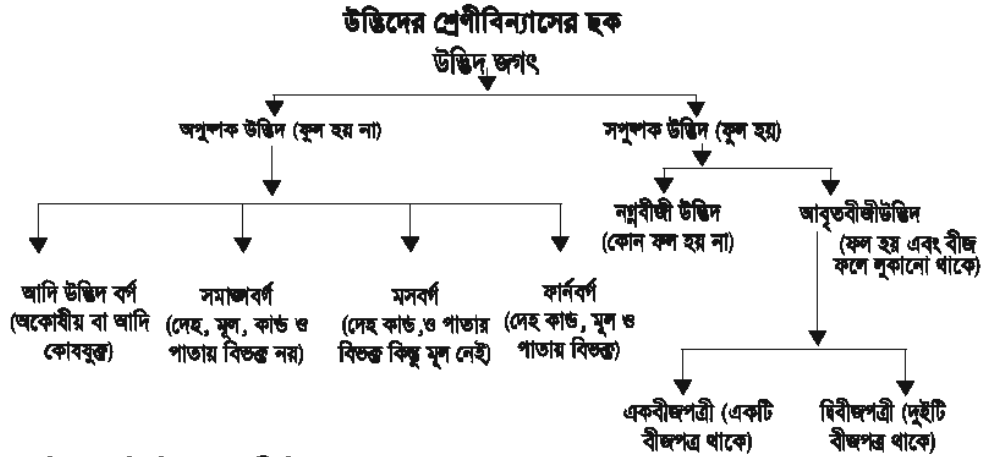 উদ্ভিদের শ্রেণীবিন্যাসের ছক
উদ্ভিদ জগৎ
অপুষ্পক উদ্ভিদ (ফুল হয় না)
সপুষ্পক উদ্ভিদ (ফুল হয়)
নগ্নবীজী উদ্ভিদ
(কোন ফল হয় না)
আবৃতবীজীউদ্ভিদ
(ফল হয় এবং বীজ
ফলে লুকানো থাকে)
আদি উদ্ভিদ বর্গ
(অকোষীয় বা আদি
কোষযুক্ত)
সমাঙ্গবর্গ
(দেহ, মূল, কান্ড ও
পাতায় বিভক্ত নয়)
মসবর্গ
(দেহ কান্ড,ও পাতায়
বিভক্ত কিন্তু মূল নেই)
ফার্নবর্গ
(দেহ কান্ড, মূল ও
পাতায় বিভক্ত)
একবীজপত্রী (একটি
বীজপত্র থাকে)
দ্বিবীজপত্রী (দুইটি
বীজপত্র থাকে)